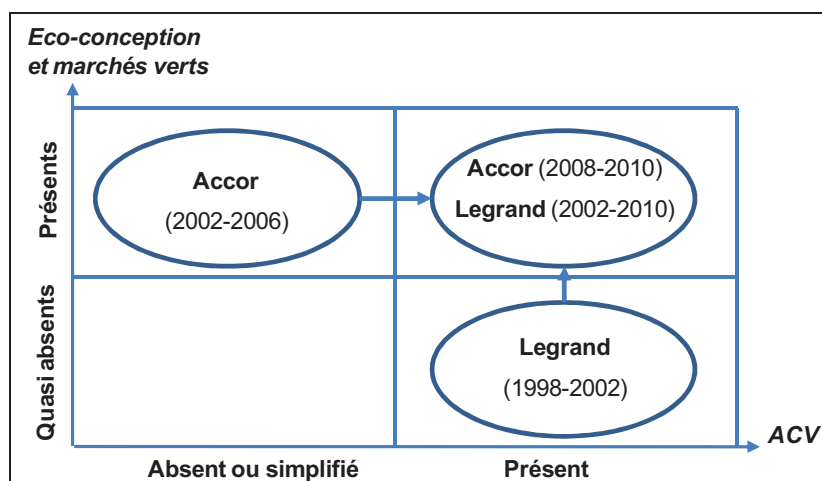 Eco-conception
et marchés verts
Présents
Accor
(2002-2006)
Accor (2008-2010)
Legrand (2002-2010)
Quasi absents
Legrand
(1998-2002)
ACV
Absent ou simplifié
Présent